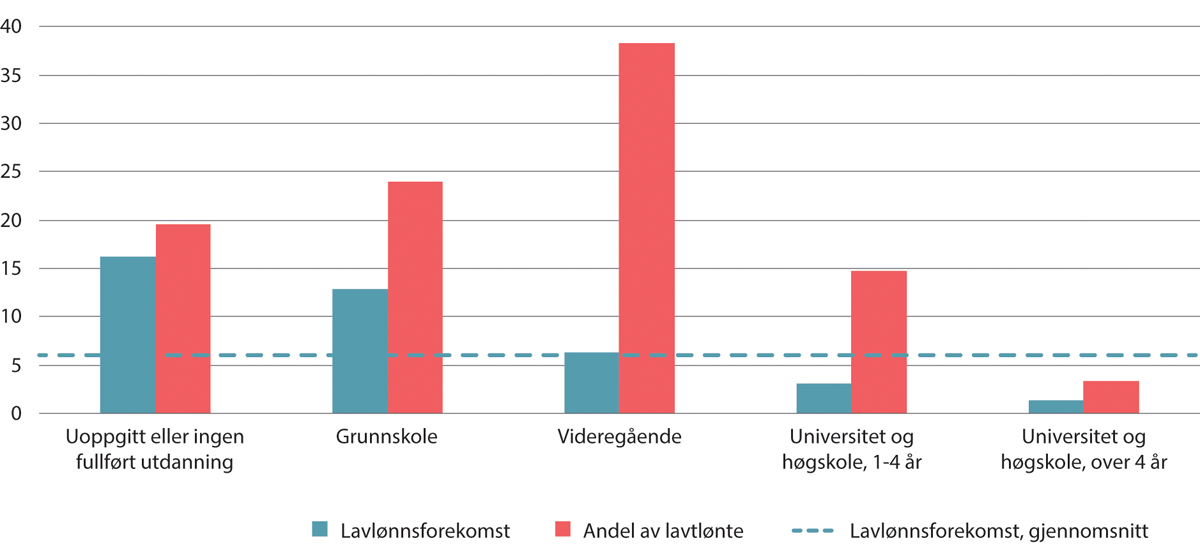 40
35
30
25
20
15
10
5
0
Uoppgitt eller ingen
fullført utdanning
Grunnskole
Videregående
Universitet og
høgskole, 1-4 år
Universitet og
høgskole, over 4 år
Lavlønnsforekomst
Andel av lavtlønte
Lavlønnsforekomst, gjennomsnitt